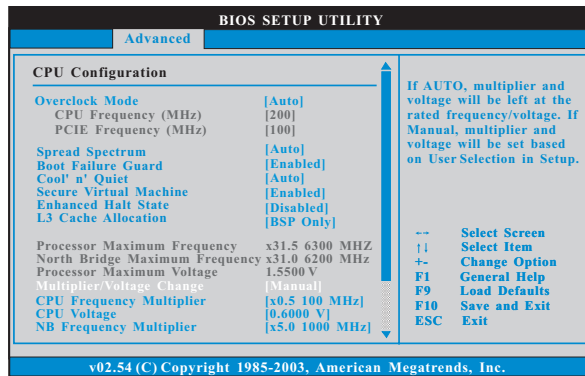 BIOS SETUP UTILITY
Advanced
CPU Configuration
Overclock Mode [Auto]
CPU Frequency (MHz) [200]
PCIE Frequency (MHz) [100]
Spread Spectrum [Auto]
Boot Failure Guard [Enabled]
Cool' n' Quiet [Auto]
Secure Virtual Machine [Enabled]
Enhanced Halt State [Disabled]
L3 Cache Allocation [BSP Only]
Processor Maximum Frequency x31.5 6300 MHZ
North Bridge Maximum Frequency x31.0 6200 MHz
Processor Maximum Voltage 1.5500 V
Multiplier/Voltage Change [Manual]
CPU Frequency Multiplier [x0.5 100 MHz]
CPU Voltage [0.6000 V]
NB Frequency Multiplier [x5.0 1000 MHz]
If AUTO, multiplier and
voltage will be left at the
rated frequency/voltage. If
Manual, multiplier and
voltage will be set based
on User Selection in Setup.
←→ Select Screen
↑↓ Select Item
+- Change Option
F1 General Help
F9 Load Defaults
F10 Save and Exit
ESC Exit
v02.54 (C) Copyright 1985-2003, American Megatrends, Inc.